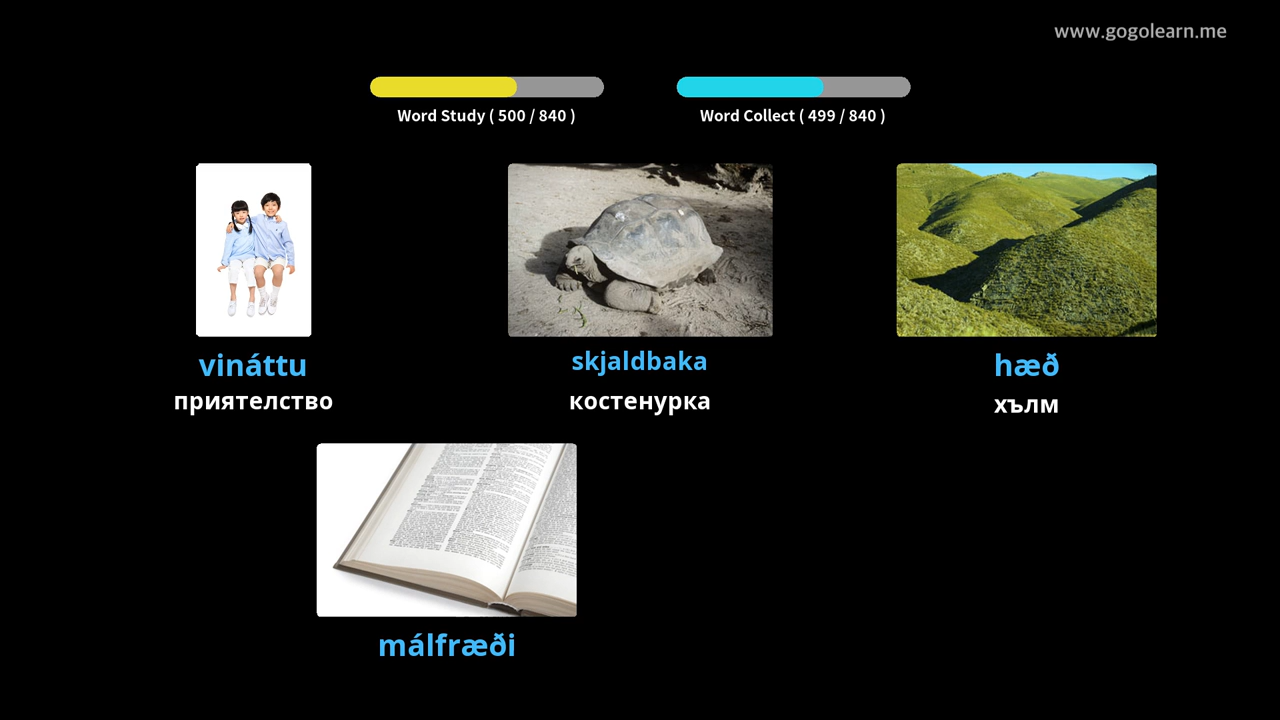 www.gogolearn.me
Word Study ( 500 / 840 )
Word Collect ( 499 / 840 )
vináttu
приятелство
skjaldbaka
костенурка
hæð
хълм
málfræði